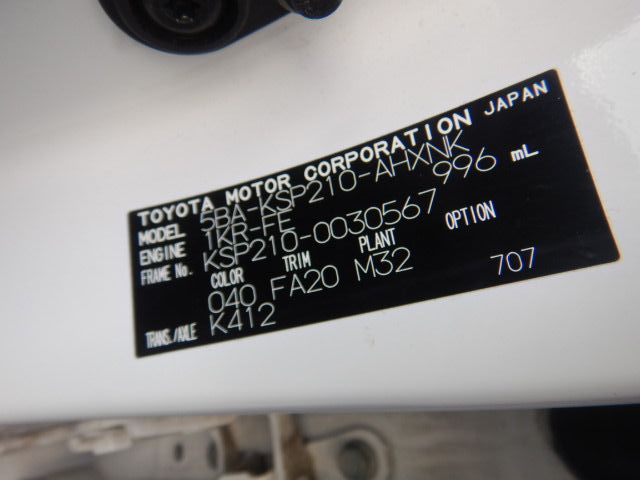 TOYOTA MOTOR CORPORATION JAPAN
MODEL 5BA-KSP210-AHXNK
ENGINE 1KR-FE 996 mL
FRAME No. KSP210-0030567
COLOR TRIM PLANT OPTION
040 FA20 M32
TRANS./AXLE K412 707